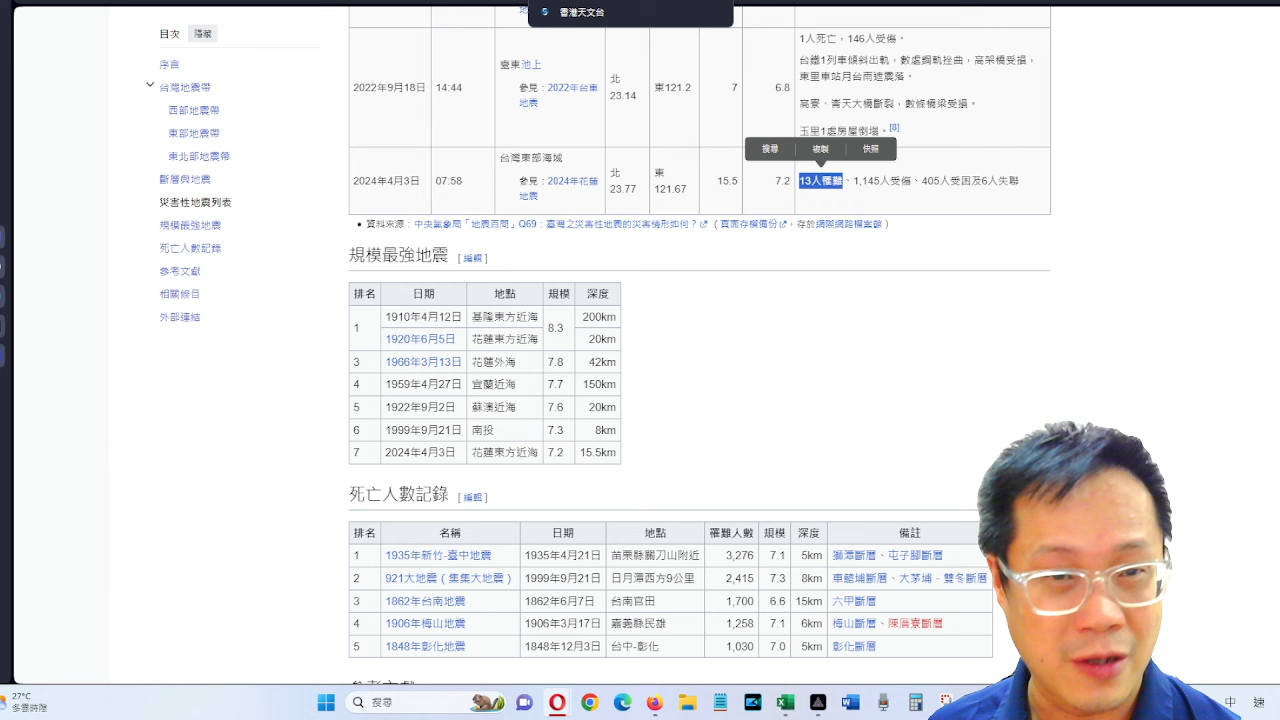 香港天文台
目次 隱藏
序言
台灣地震帶
西部地震帶
東部地震帶
東北部地震帶
斷層與地震
災害性地震列表
規模最強地震
死亡人數記錄
參考文獻
相關條目
外部連結
1人死亡，146人受傷。
2022年9月18日 14:44 臺東池上 參見：2022年台東地震 北23.14 東121.2 7 6.8
台鐵1列車傾斜出軌，數處鋼軌挫曲，高架橋受損，
東里車站月台雨遮震落。
高寮、崙天大橋斷裂，數條橋梁受損。
玉里1處房屋倒塌。[8]
搜尋 複製 快照
2024年4月3日 07:58 台灣東部海域 參見：2024年花蓮地震 北23.77 東121.67 15.5 7.2 13人罹難、1,145人受傷、405人受困及6人失聯
資料來源：中央氣象局「地震百問」Q69：臺灣之災害性地震的災害情形如何？（頁面存檔備份，存於網際網路檔案館）
規模最強地震 [編輯]
排名 日期 地點 規模 深度
1 1910年4月12日 基隆東方近海 8.3 200km
1920年6月5日 花蓮東方近海 20km
3 1966年3月13日 花蓮外海 7.8 42km
4 1959年4月27日 宜蘭近海 7.7 150km
5 1922年9月2日 蘇澳近海 7.6 20km
6 1999年9月21日 南投 7.3 8km
7 2024年4月3日 花蓮東方近海 7.2 15.5km
死亡人數記錄 [編輯]
排名 名稱 日期 地點 罹難人數 規模 深度 備註
1 1935年新竹-臺中地震 1935年4月21日 苗栗縣關刀山附近 3,276 7.1 5km 獅潭斷層、屯子腳斷層
2 921大地震（集集大地震） 1999年9月21日 日月潭西方9公里 2,415 7.3 8km 車籠埔斷層、大茅埔－雙冬斷層
3 1862年台南地震 1862年6月7日 台南官田 1,700 6.6 15km 六甲斷層
4 1906年梅山地震 1906年3月17日 嘉義縣民雄 1,258 7.1 6km 梅山斷層、陳厝寮斷層
5 1848年彰化地震 1848年12月3日 台中-彰化 1,030 7.0 5km 彰化斷層
27°C
多雲時陰
搜尋
中 速